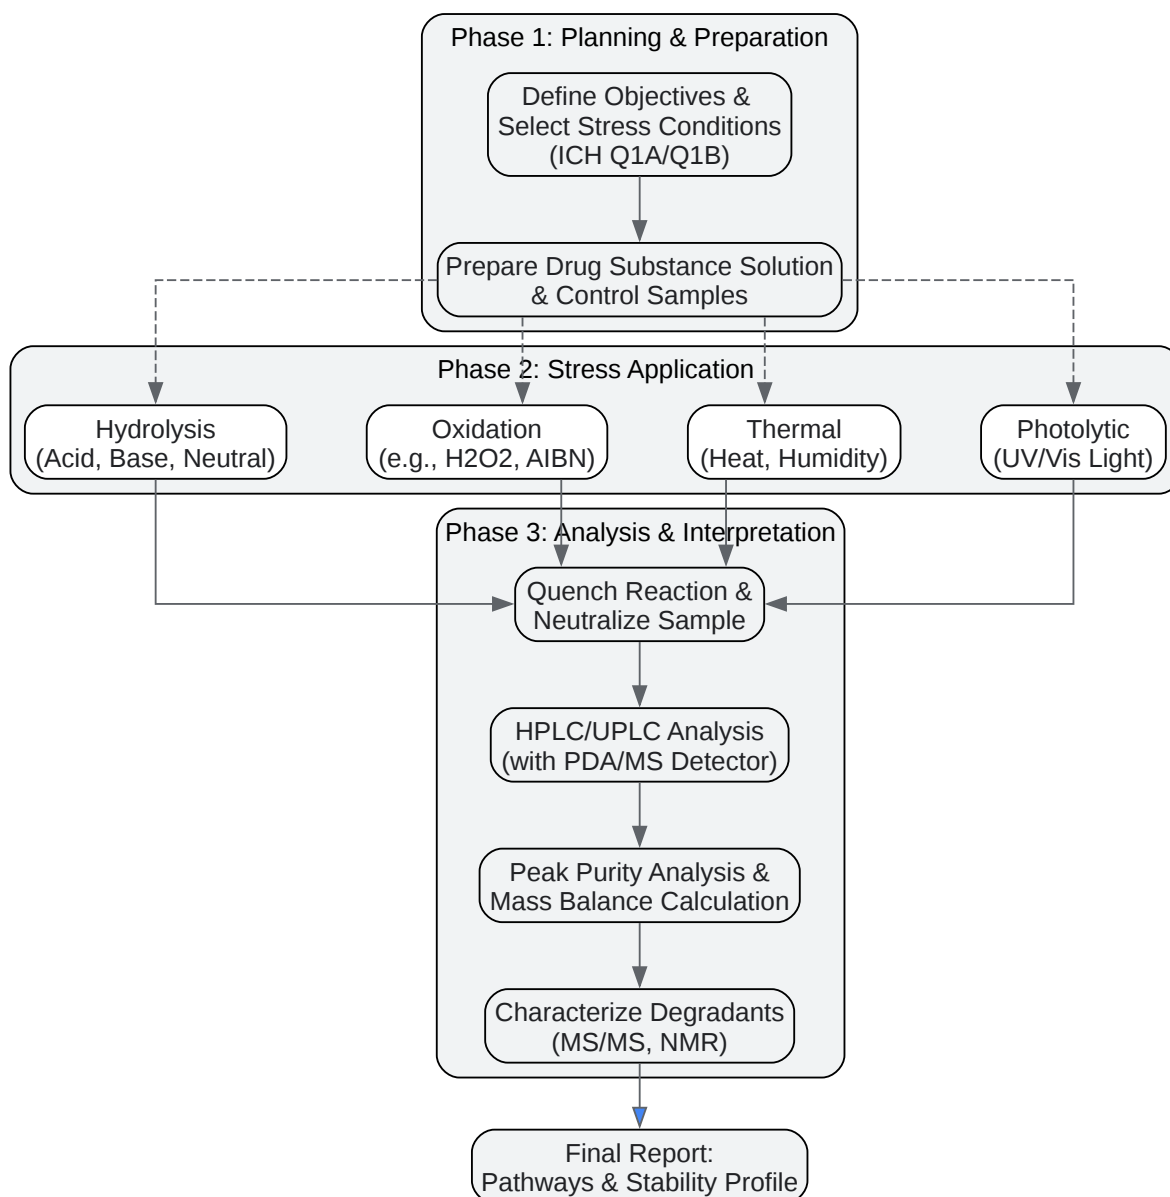 Phase 1: Planning & Preparation
Define Objectives &
Select Stress Conditions
(ICH Q1A/Q1B)
Prepare Drug Substance Solution
& Control Samples
Phase 2: Stress Application
Hydrolysis
(Acid, Base, Neutral)
Oxidation
(e.g., H2O2, AIBN)
Thermal
(Heat, Humidity)
Photolytic
(UV/Vis Light)
Phase 3: Analysis & Interpretation
Quench Reaction &
Neutralize Sample
HPLC/UPLC Analysis
(with PDA/MS Detector)
Peak Purity Analysis &
Mass Balance Calculation
Characterize Degradants
(MS/MS, NMR)
Final Report:
Pathways & Stability Profile